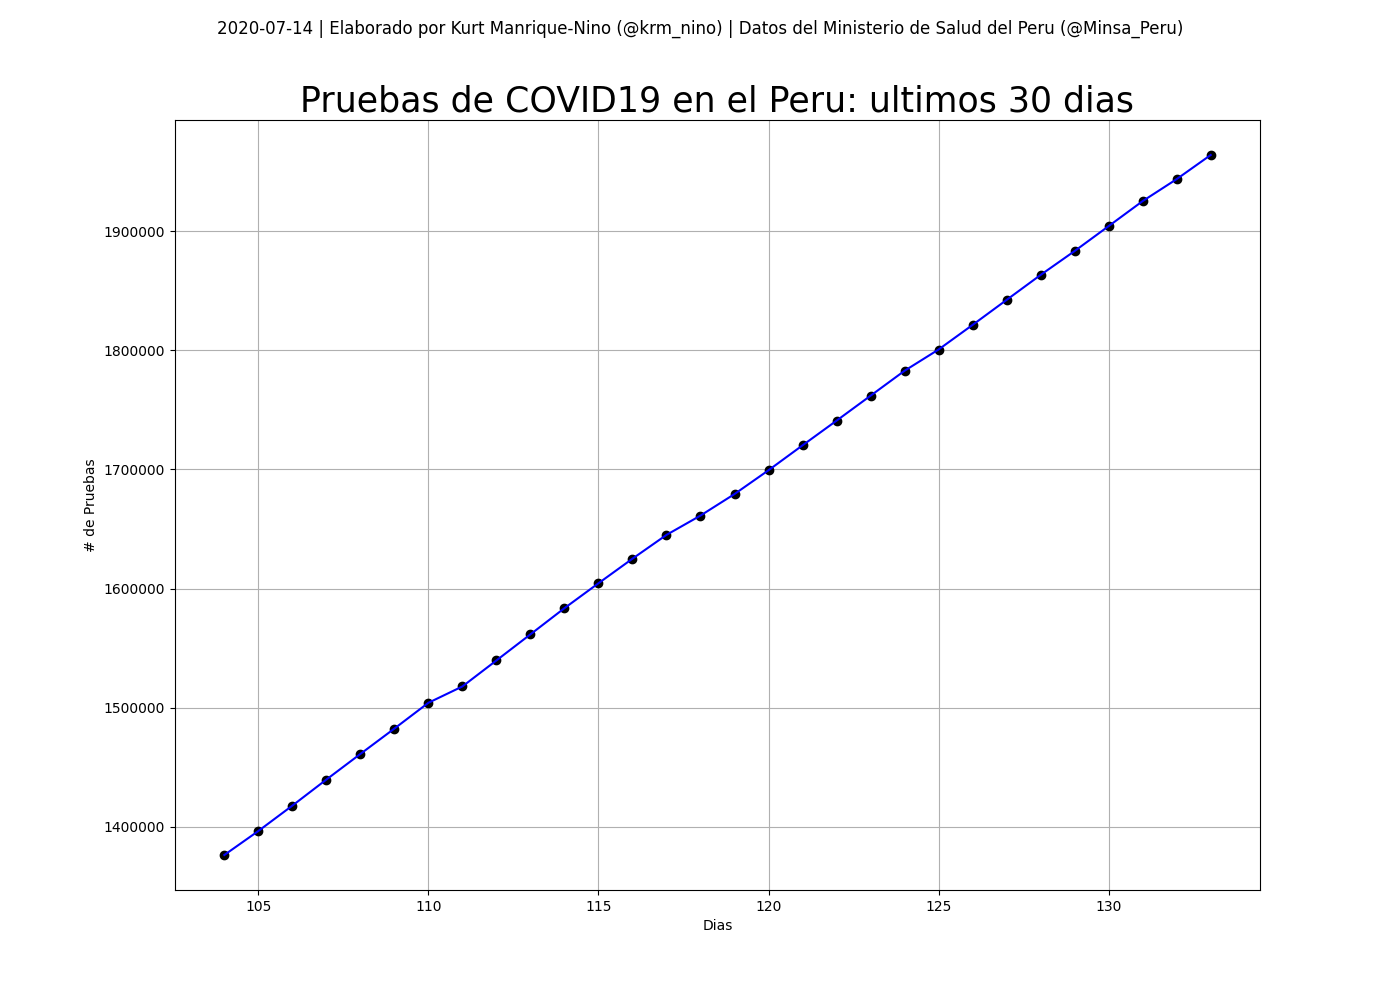 2020-07-14 | Elaborado por Kurt Manrique-Nino (@krm_nino) | Datos del Ministerio de Salud del Peru (@Minsa_Peru)
Pruebas de COVID19 en el Peru: ultimos 30 dias
# de Pruebas
1900000
1800000
1700000
1600000
1500000
1400000
105 110 115 120 125 130
Dias